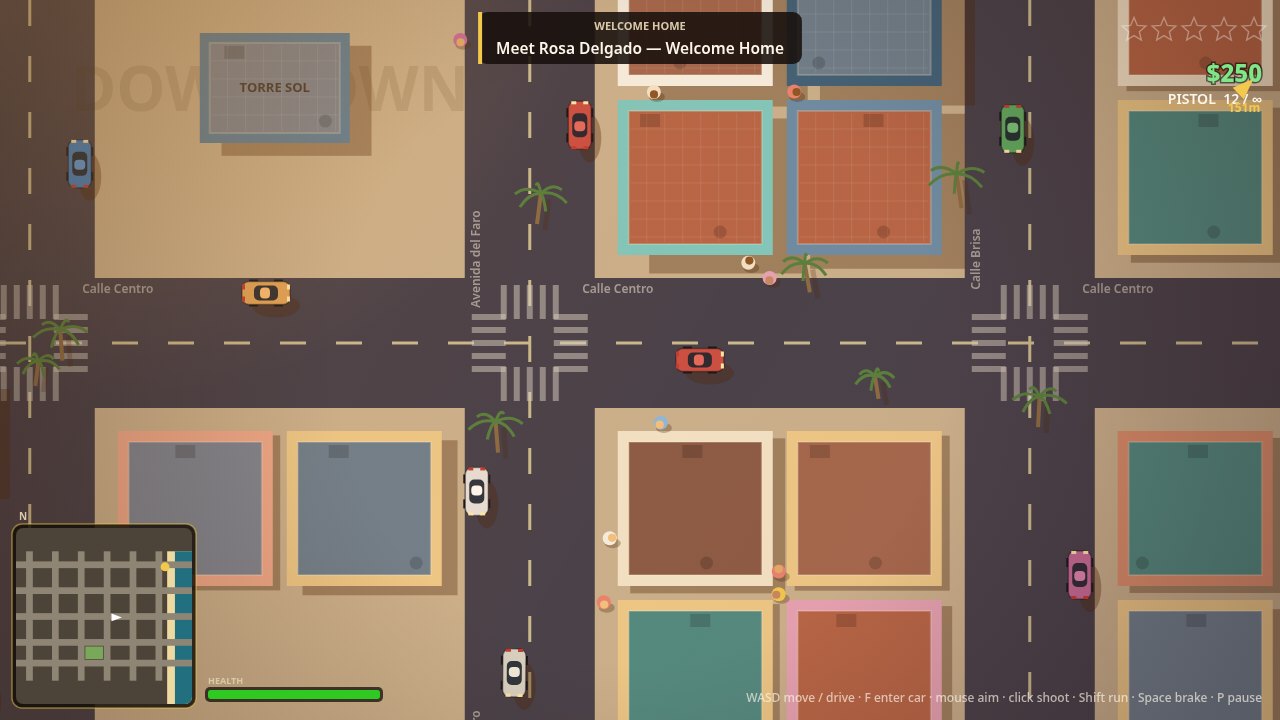 WELCOME HOME
Meet Rosa Delgado — Welcome Home
$250
PISTOL 12 / ∞
151m
DOWNTOWN
TORRE SOL
Avenida del Faro
Calle Brisa
Calle Centro
Calle Centro
Calle Centro
N
HEALTH
WASD move / drive · F enter car · mouse aim · click shoot · Shift run · Space brake · P pause